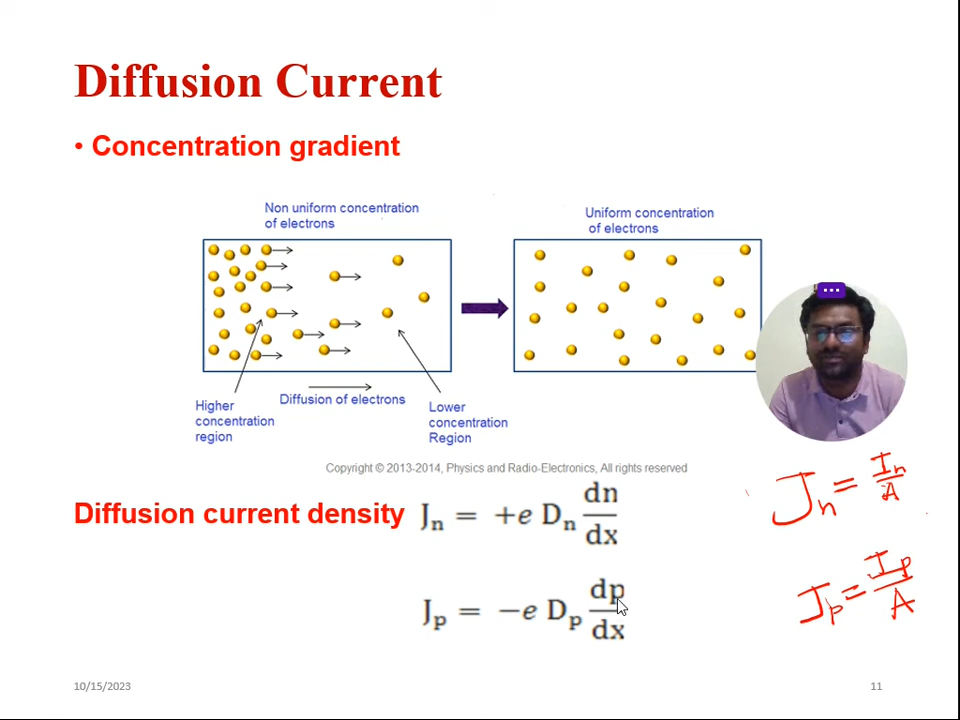 Diffusion Current
• Concentration gradient
Non uniform concentration
of electrons
Uniform concentration
of electrons
Higher
concentration
region
Diffusion of electrons
Lower
concentration
Region
Copyright © 2013-2014, Physics and Radio-Electronics, All rights reserved
Diffusion current density Jₙ = +e Dₙ dn/dx
Jₚ = −e Dₚ dp/dx
Jₙ = Iₙ/A
Jₚ = Iₚ/A
10/15/2023
11